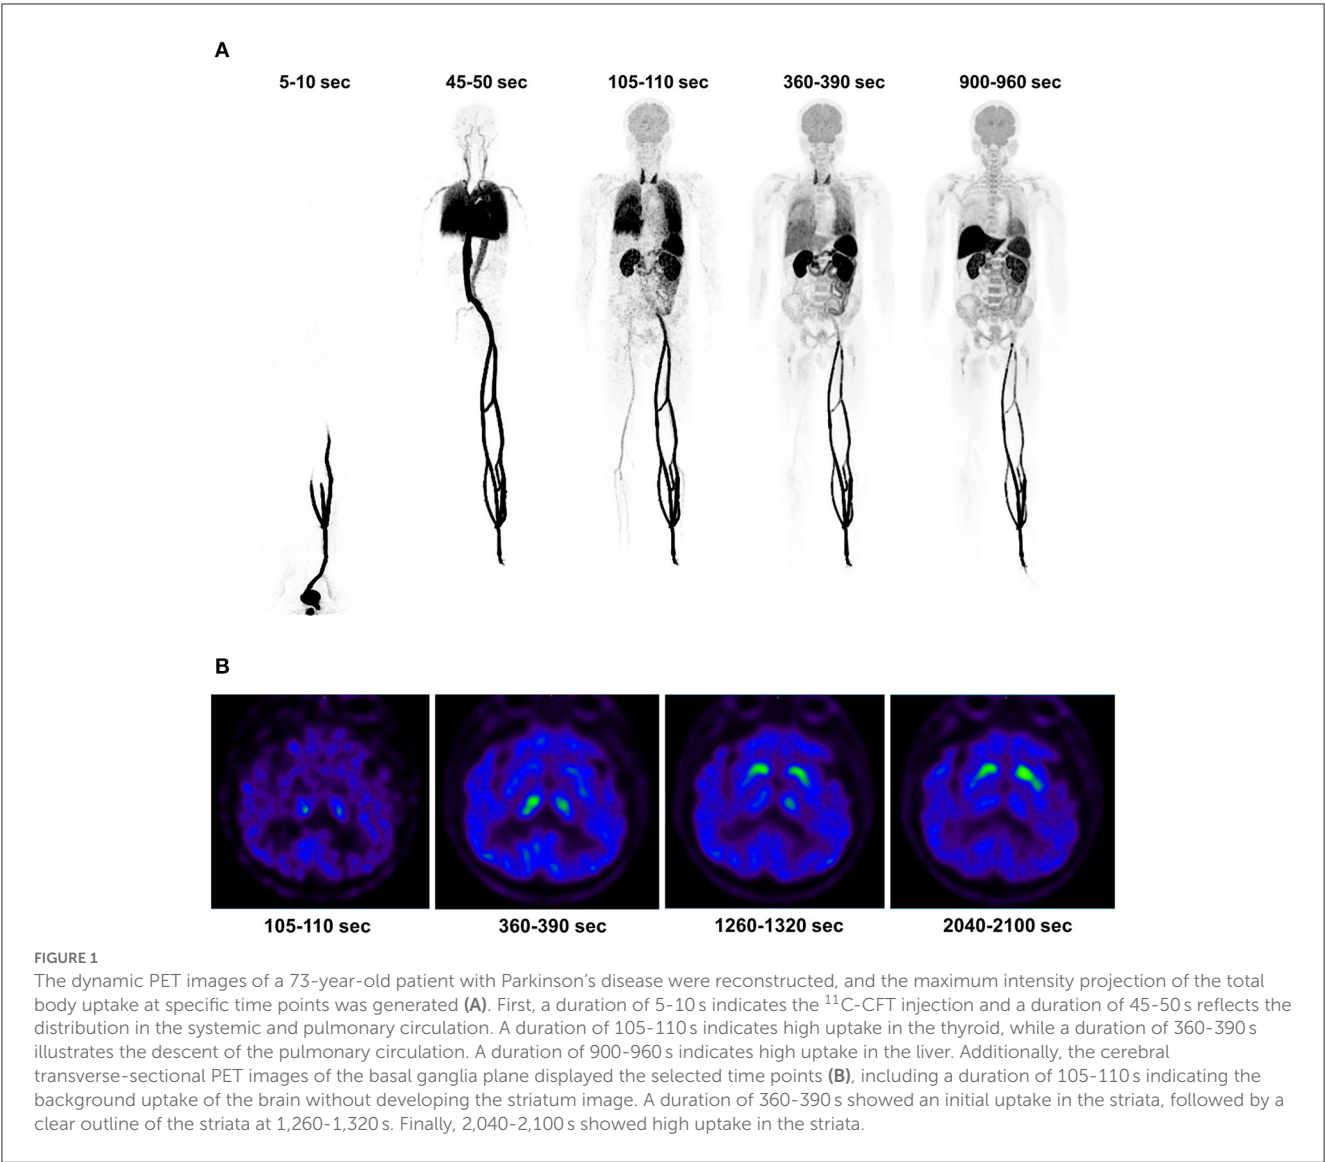 A
5-10 sec 45-50 sec 105-110 sec 360-390 sec 900-960 sec
B
105-110 sec 360-390 sec 1260-1320 sec 2040-2100 sec
FIGURE 1
The dynamic PET images of a 73-year-old patient with Parkinson's disease were reconstructed, and the maximum intensity projection of the total
body uptake at specific time points was generated (A). First, a duration of 5-10 s indicates the ¹¹C-CFT injection and a duration of 45-50 s reflects the
distribution in the systemic and pulmonary circulation. A duration of 105-110 s indicates high uptake in the thyroid, while a duration of 360-390 s
illustrates the descent of the pulmonary circulation. A duration of 900-960 s indicates high uptake in the liver. Additionally, the cerebral
transverse-sectional PET images of the basal ganglia plane displayed the selected time points (B), including a duration of 105-110 s indicating the
background uptake of the brain without developing the striatum image. A duration of 360-390 s showed an initial uptake in the striata, followed by a
clear outline of the striata at 1,260-1,320 s. Finally, 2,040-2,100 s showed high uptake in the striata.